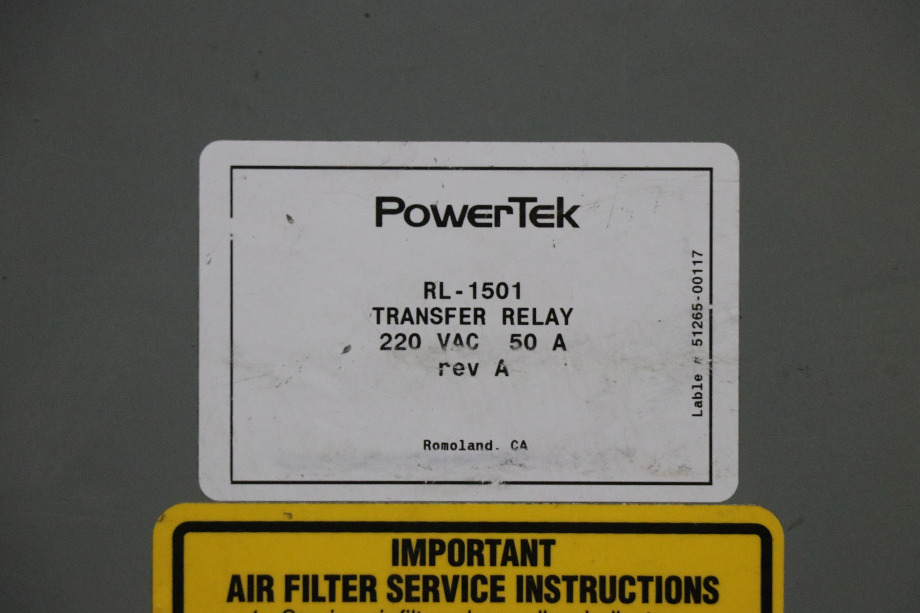 PowerTek
RL-1501
TRANSFER RELAY
220 VAC 50 A
rev A
Romoland. CA
Lable # 51265-00117
IMPORTANT
AIR FILTER SERVICE INSTRUCTIONS